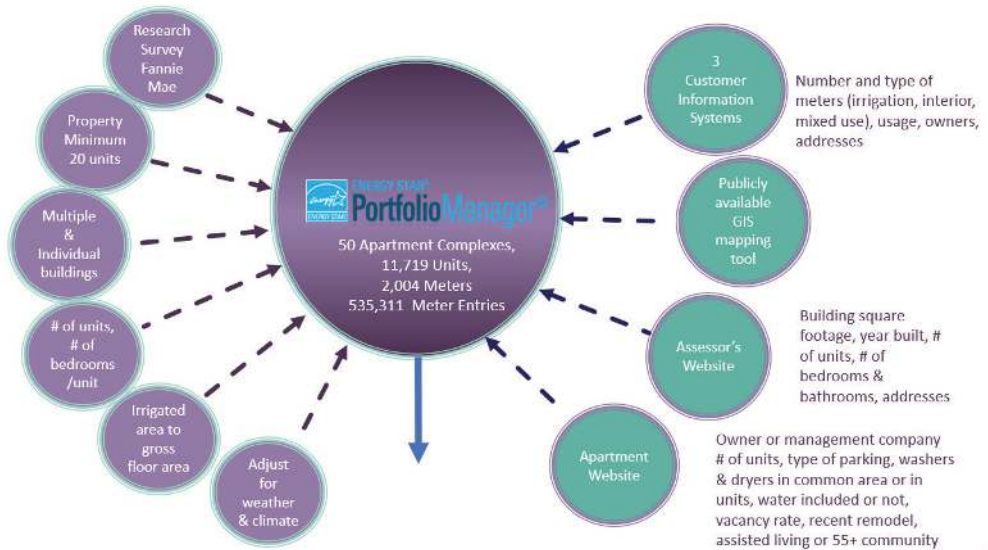 Research
Survey
Fannie
Mae
Property
Minimum
20 units
Multiple
&
Individual
buildings
# of units,
# of
bedrooms
/unit
Irrigated
area to
gross
floor area
Adjust
for
weather
& climate
ENERGY STAR
ENERGY STAR®
PortfolioManager®
50 Apartment Complexes,
11,719 Units,
2,004 Meters
535,311 Meter Entries
3
Customer
Information
Systems
Number and type of
meters (irrigation, interior,
mixed use), usage, owners,
addresses
Publicly
available
GIS
mapping
tool
Assessor's
Website
Building square
footage, year built, #
of units, # of
bedrooms &
bathrooms, addresses
Apartment
Website
Owner or management company
# of units, type of parking, washers
& dryers in common area or in
units, water included or not,
vacancy rate, recent remodel,
assisted living or 55+ community